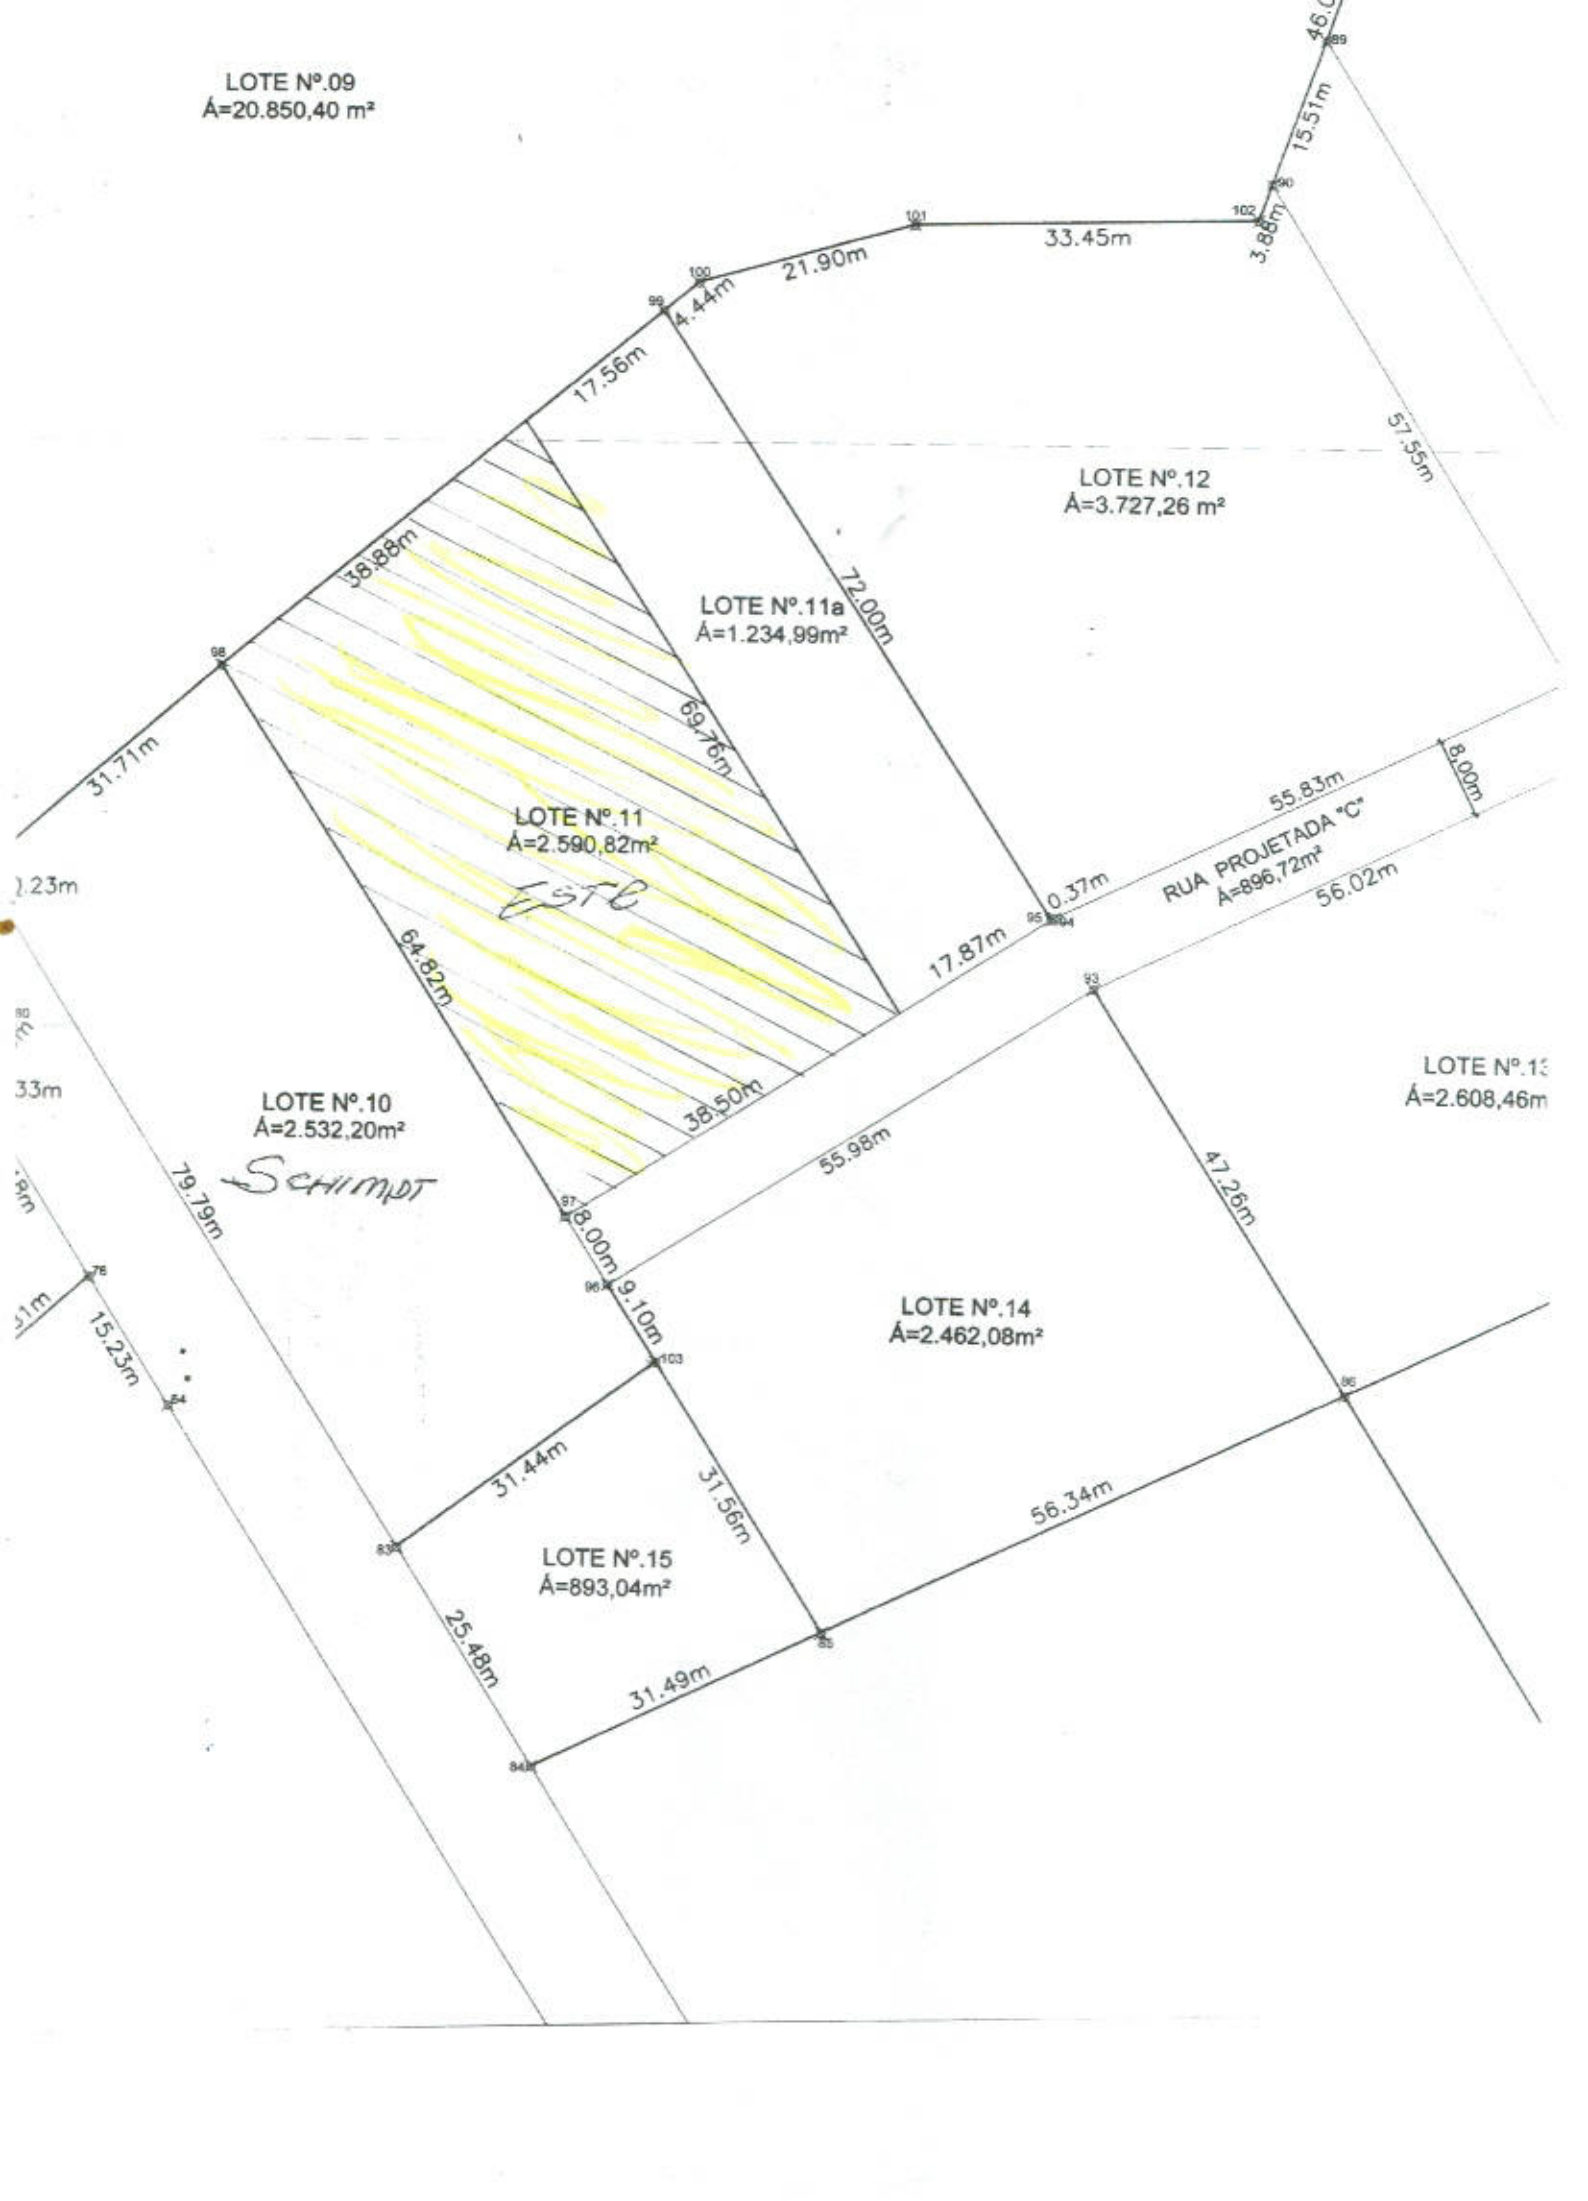 46.0
89
LOTE Nº.09
Á=20.850,40 m²
15.51m
90
102
101
33.45m
3.88m
21.90m
100
99
4.44m
17.56m
57.55m
LOTE Nº.12
Á=3.727,26 m²
38.88m
72.00m
LOTE Nº.11a
Á=1.234,99m²
98
69.76m
31.71m
8,00m
55.83m
LOTE Nº.11
Á=2.590,82m²
RUA PROJETADA "C"
Á=896,72m²
ESTE
0.37m
56.02m
.23m
95
94
17.87m
64.82m
93
80
33m
38.50m
LOTE Nº.13
Á=2.608,46m
LOTE Nº.10
Á=2.532,20m²
55.98m
SCHIMDT
79.79m
47.26m
8m
97
8.00m
76
96
9.10m
51m
15.23m
LOTE Nº.14
Á=2.462,08m²
103
86
54
31.44m
31.56m
56.34m
83
LOTE Nº.15
Á=893,04m²
25.48m
85
31.49m
84